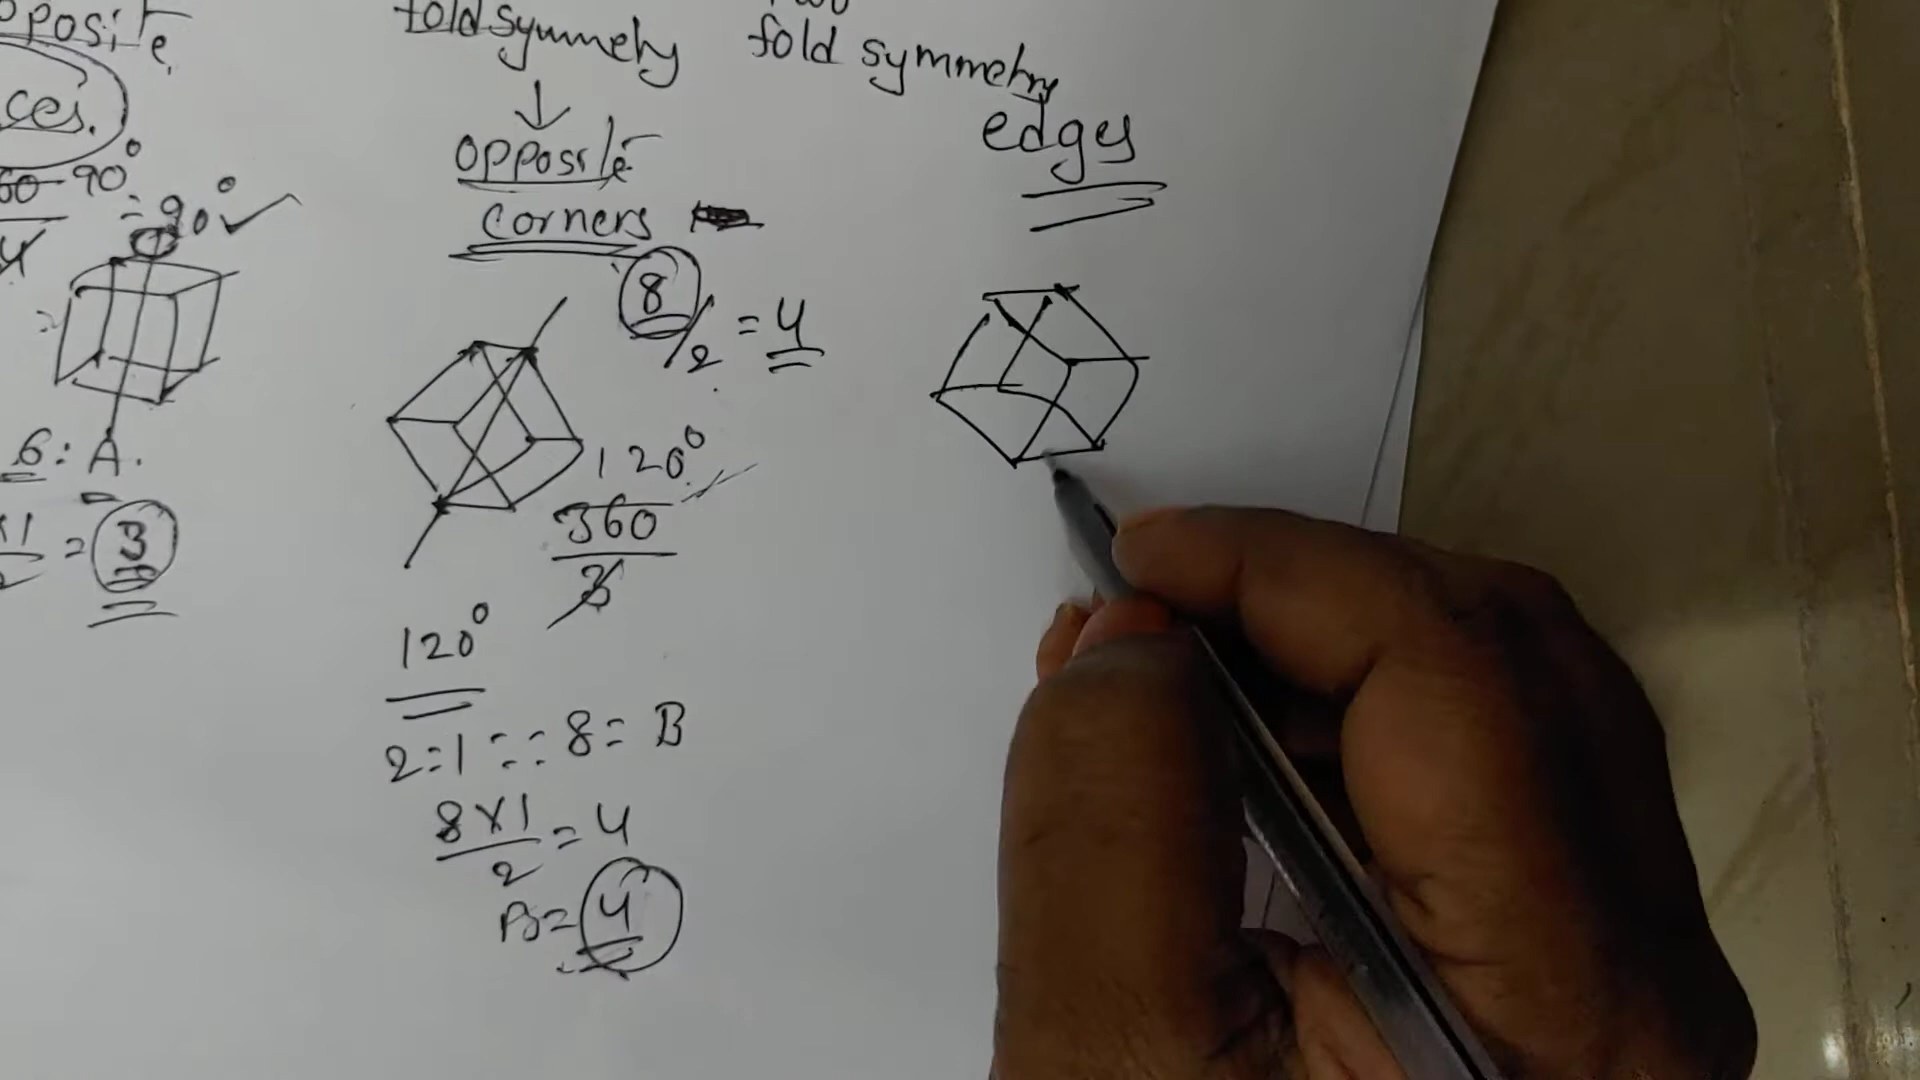 opposite
ces.
90°
= 90° ✓
4
6: A.
= 3
fold symmetry
↓
opposite
corners
8/2 = 4
120°
360
3
120°
2 = 1 :: 8 = B
8 x 1 = 4
2
B = 4
fold symmetry
edges